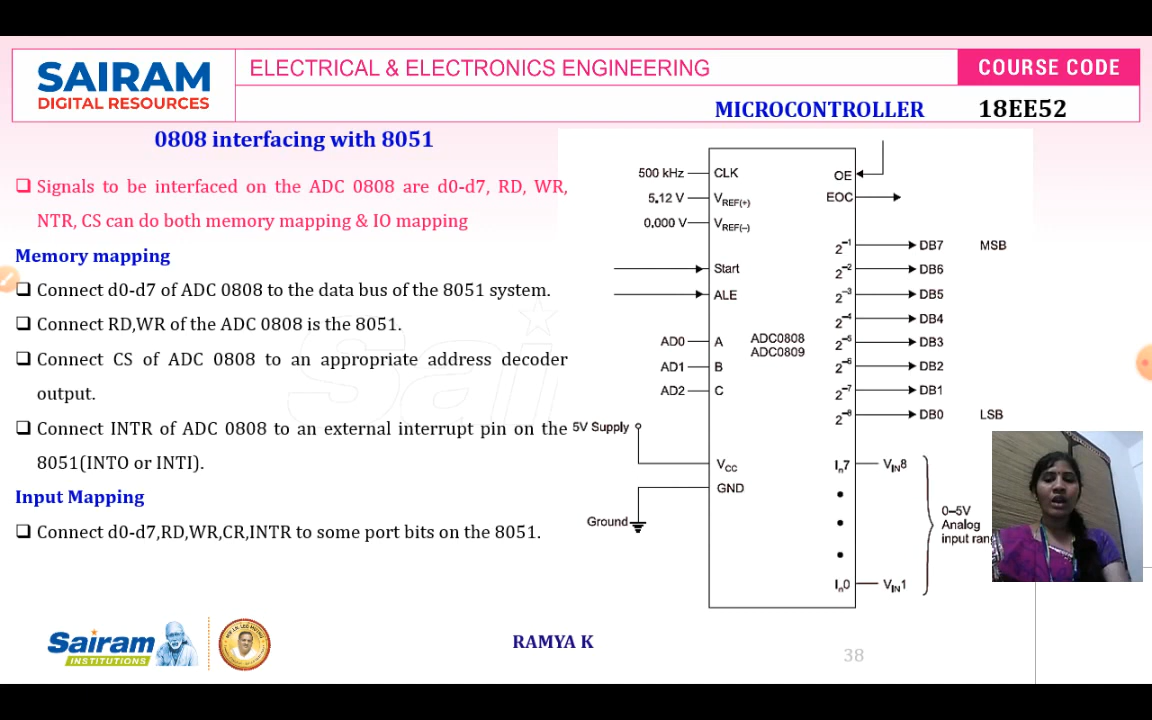 SAIRAM
DIGITAL RESOURCES
ELECTRICAL & ELECTRONICS ENGINEERING
COURSE CODE
MICROCONTROLLER 18EE52
0808 interfacing with 8051
❑ Signals to be interfaced on the ADC 0808 are d0-d7, RD, WR,
NTR, CS can do both memory mapping & IO mapping
Memory mapping
❑ Connect d0-d7 of ADC 0808 to the data bus of the 8051 system.
❑ Connect RD,WR of the ADC 0808 is the 8051.
❑ Connect CS of ADC 0808 to an appropriate address decoder
output.
❑ Connect INTR of ADC 0808 to an external interrupt pin on the
8051(INTO or INTI).
Input Mapping
❑ Connect d0-d7,RD,WR,CR,INTR to some port bits on the 8051.
500 kHz CLK OE
5.12 V VREF(+) EOC
0.000 V VREF(–)
2⁻¹ DB7 MSB
Start 2⁻² DB6
ALE 2⁻³ DB5
2⁻⁴ DB4
AD0 A ADC0808 2⁻⁵ DB3
ADC0809
AD1 B 2⁻⁶ DB2
AD2 C 2⁻⁷ DB1
2⁻⁸ DB0 LSB
5V Supply
VCC In7 VIN8
GND
Ground
0–5V
Analog
input
In0 VIN1
Sai
Sairam
INSTITUTIONS
RAMYA K
38